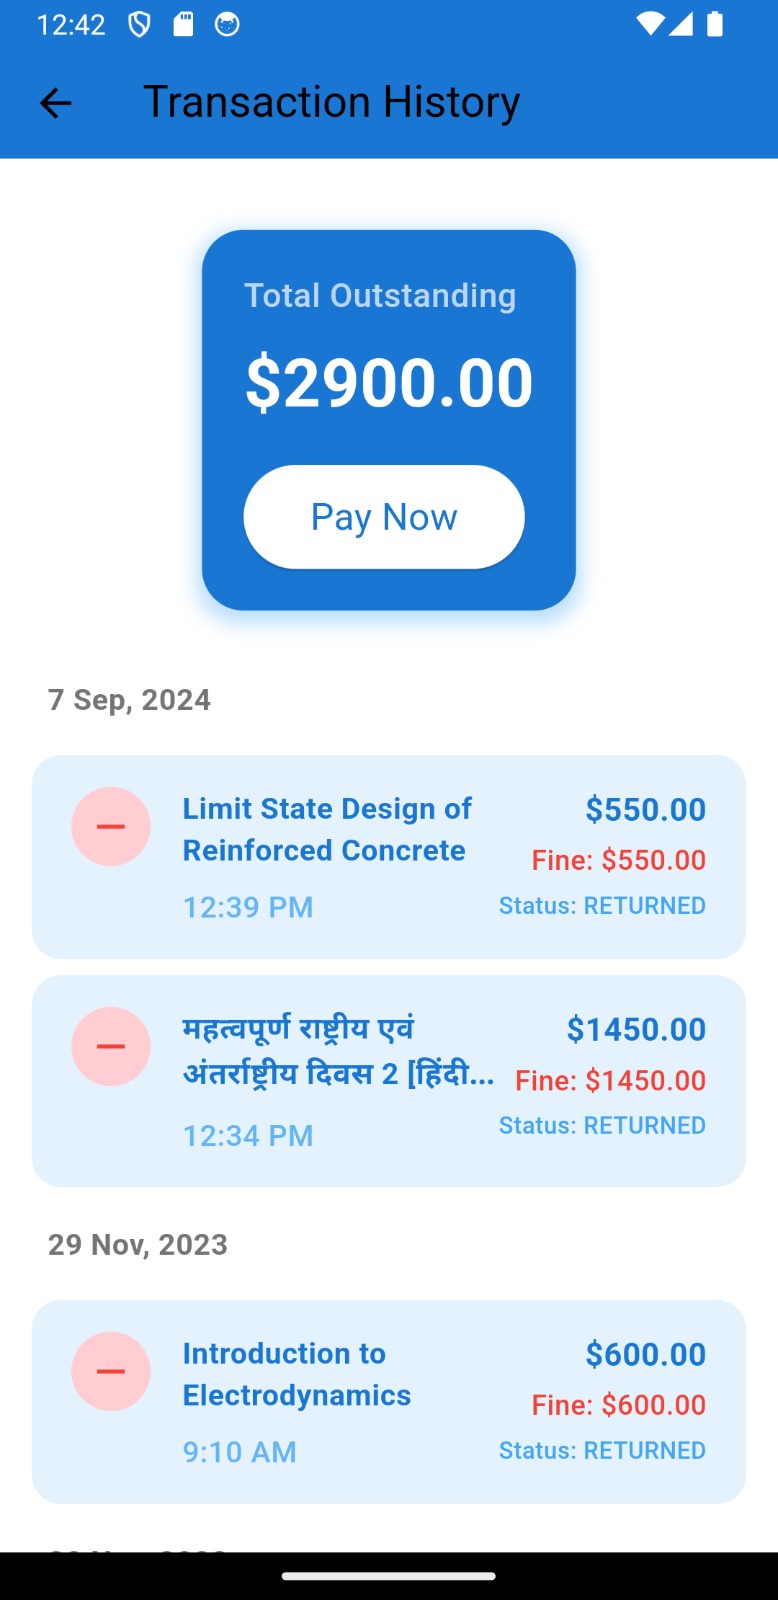 12:42
Transaction History
Total Outstanding
$2900.00
Pay Now
7 Sep, 2024
Limit State Design of
Reinforced Concrete
12:39 PM
$550.00
Fine: $550.00
Status: RETURNED
महत्वपूर्ण राष्ट्रीय एवं
अंतर्राष्ट्रीय दिवस 2 [हिंदी...
12:34 PM
$1450.00
Fine: $1450.00
Status: RETURNED
29 Nov, 2023
Introduction to
Electrodynamics
9:10 AM
$600.00
Fine: $600.00
Status: RETURNED